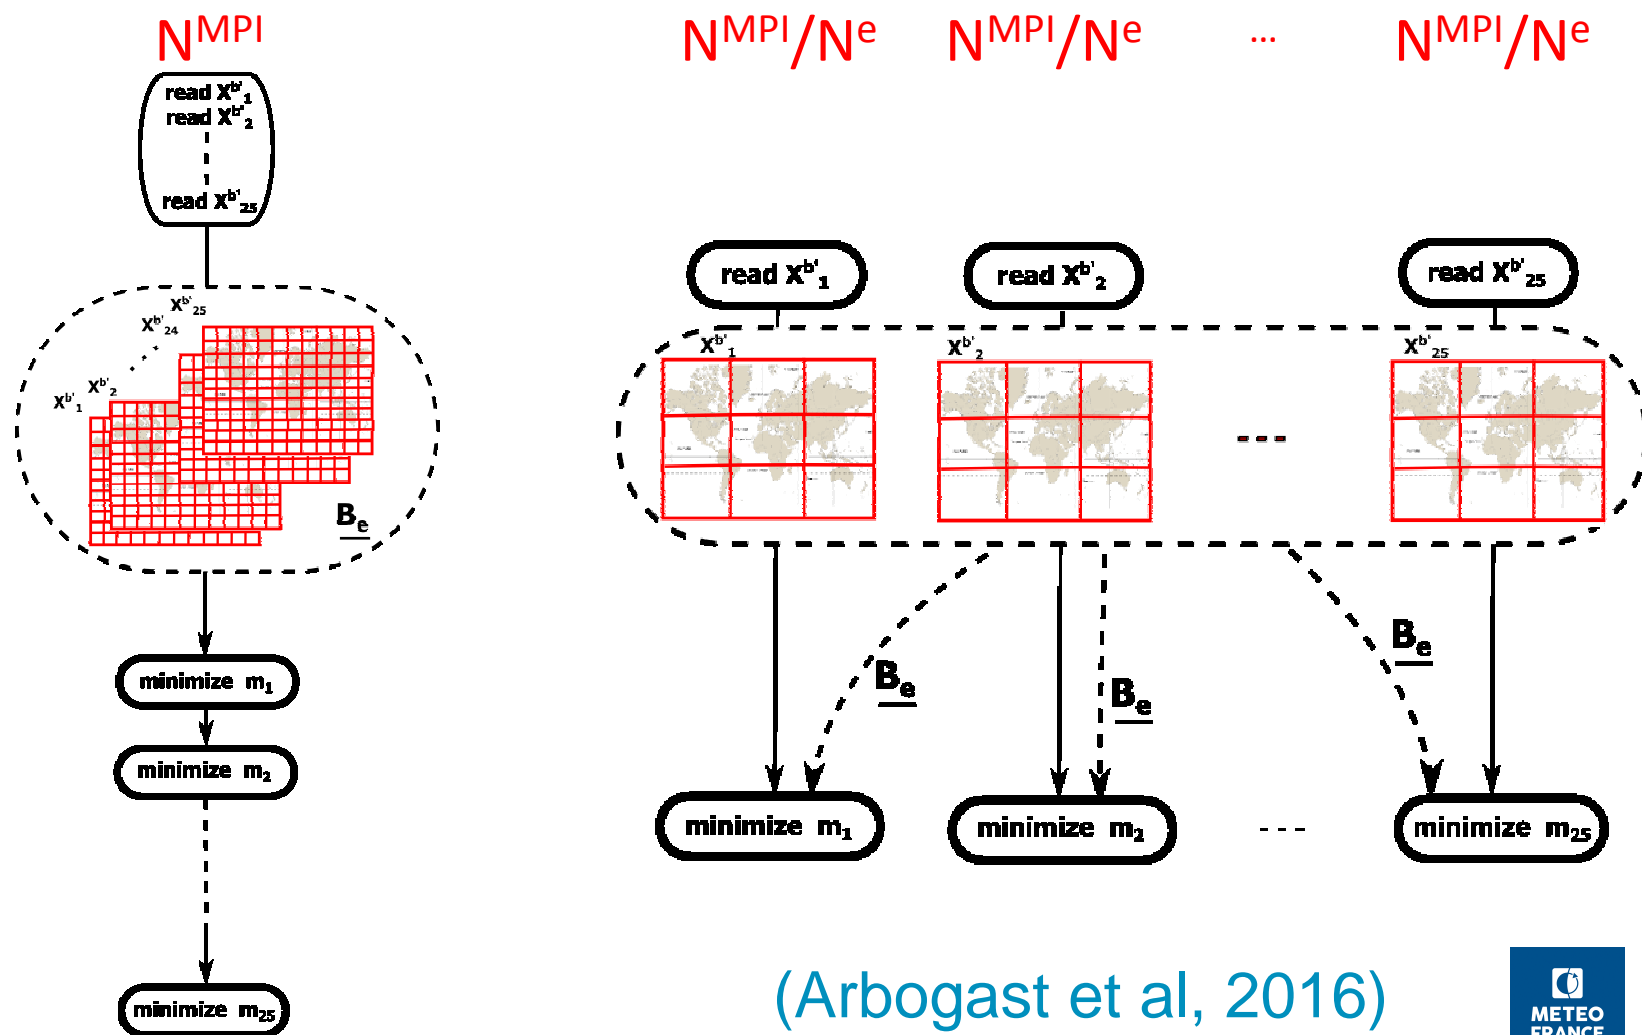 N^MPI
N^MPI/N^e N^MPI/N^e ... N^MPI/N^e
read X^b'_1
read X^b'_2
read X^b'_25
X^b'_25
X^b'_24
X^b'_2
X^b'_1
B_e
minimize m_1
minimize m_2
minimize m_25
read X^b'_1 read X^b'_2 read X^b'_25
X^b'_1 X^b'_2 X^b'_25
B_e B_e B_e
minimize m_1 minimize m_2 --- minimize m_25
(Arbogast et al, 2016)
METEO
FRANCE